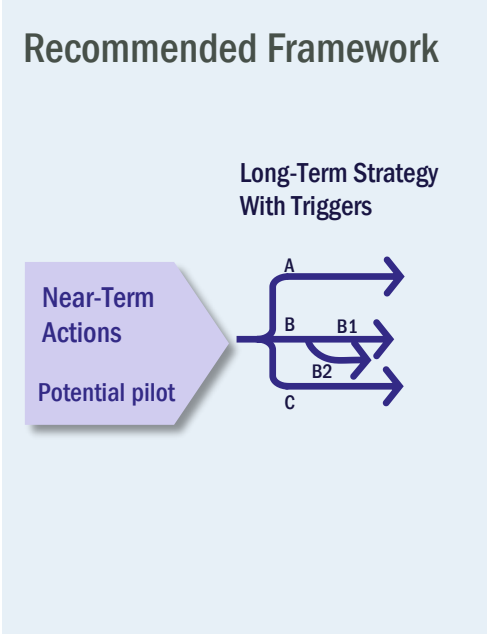 Recommended Framework
Long-Term Strategy
With Triggers
Near-Term
Actions
Potential pilot
A
B
B1
B2
C